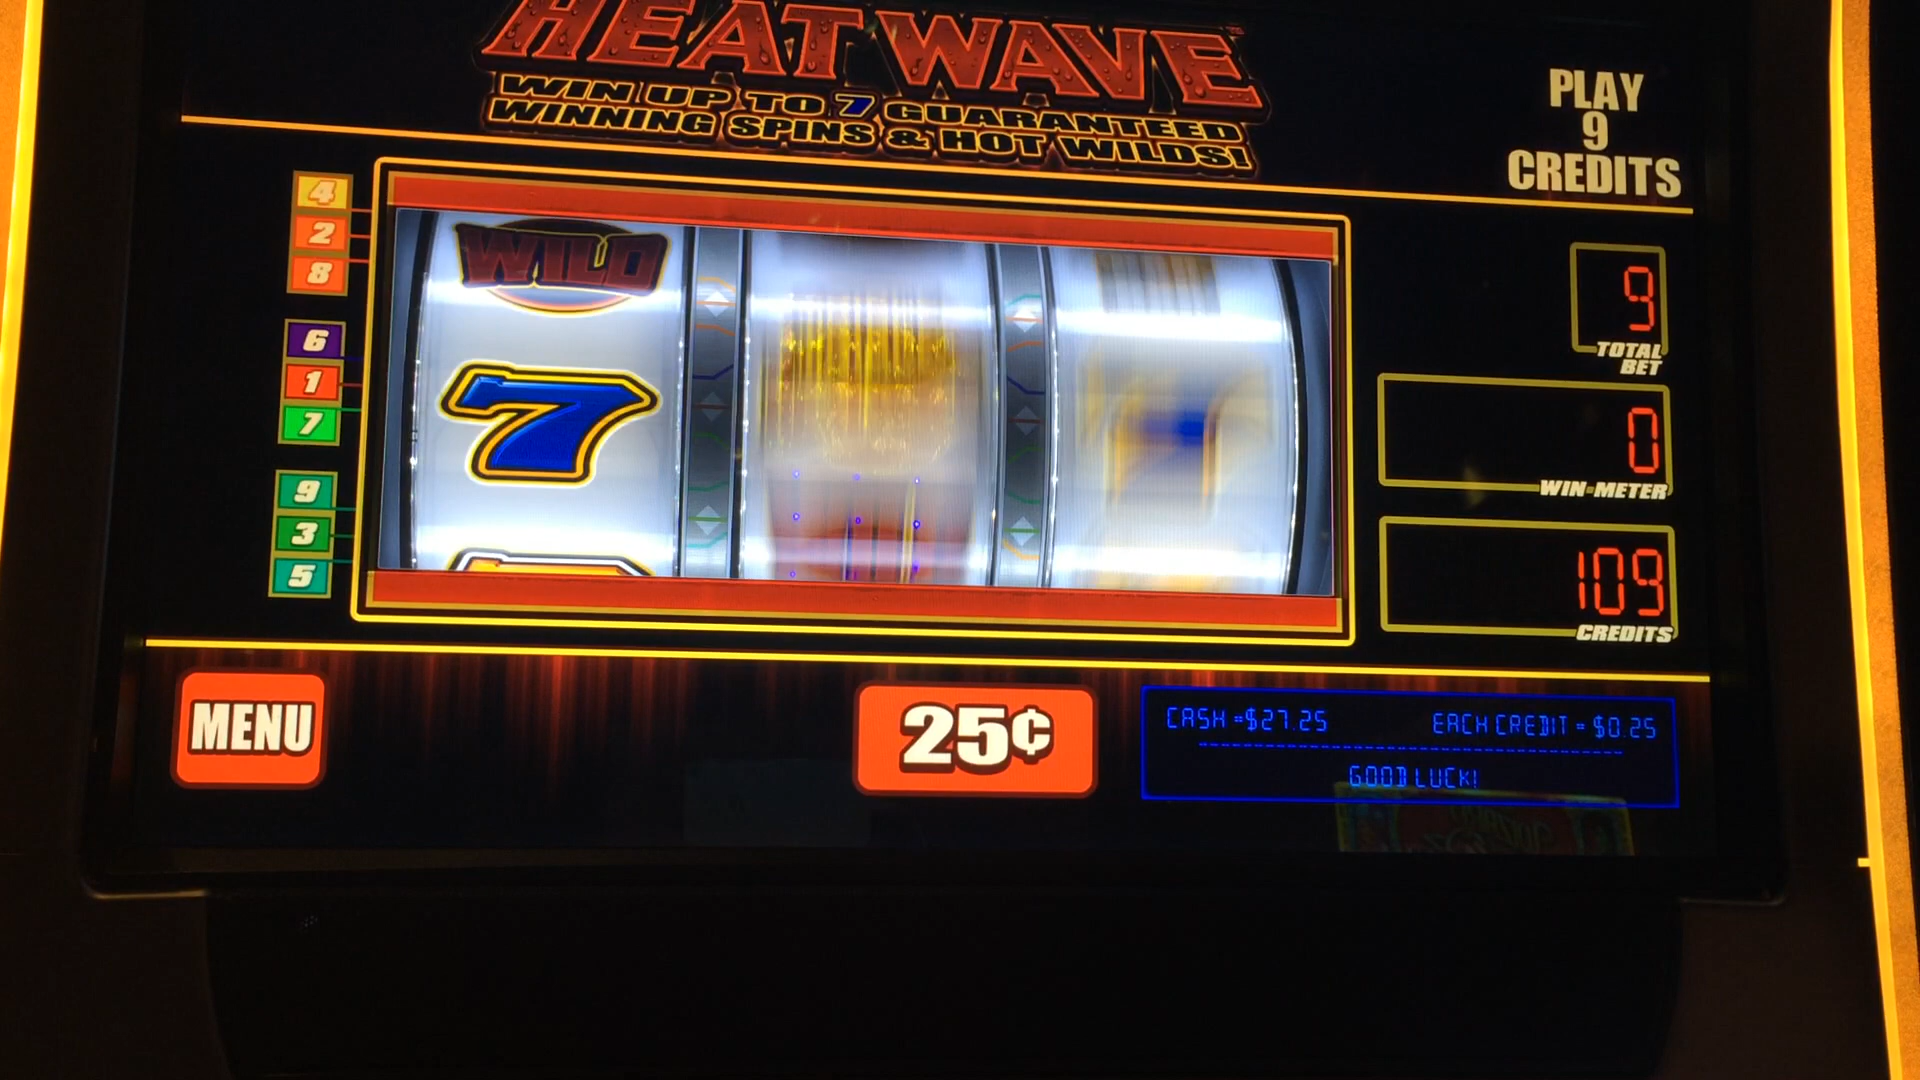 HEAT WAVE
WIN UP TO 7 GUARANTEED
WINNING SPINS & HOT WILDS!
PLAY
9
CREDITS
4
2
8
6
1
7
9
3
5
WILD
7
9
TOTAL
BET
0
WIN-METER
109
CREDITS
MENU
25¢
CASH =$27.25 EACH CREDIT = $0.25
GOOD LUCK!